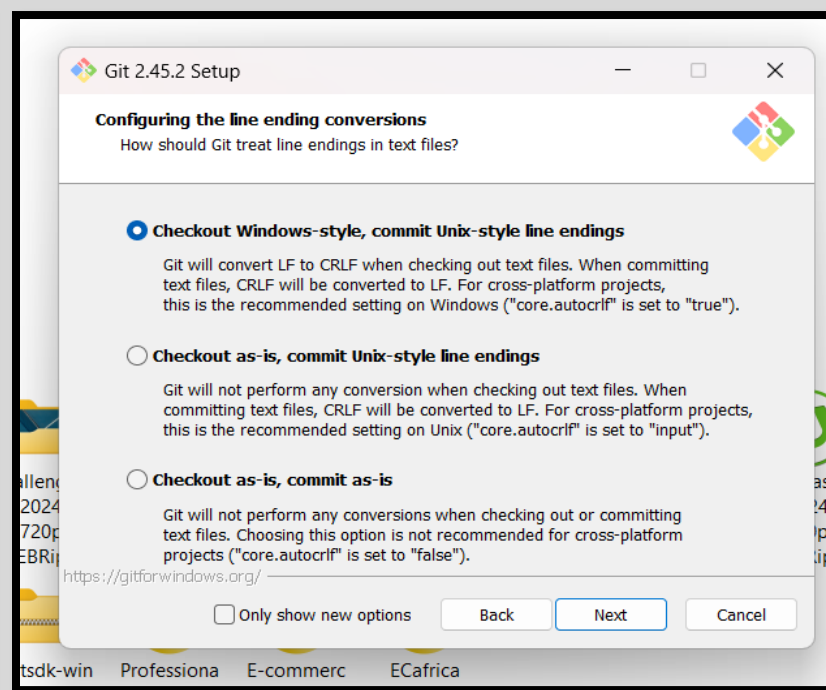 Git 2.45.2 Setup
Configuring the line ending conversions
How should Git treat line endings in text files?
Checkout Windows-style, commit Unix-style line endings
Git will convert LF to CRLF when checking out text files. When committing
text files, CRLF will be converted to LF. For cross-platform projects,
this is the recommended setting on Windows ("core.autocrlf" is set to "true").
Checkout as-is, commit Unix-style line endings
Git will not perform any conversion when checking out text files. When
committing text files, CRLF will be converted to LF. For cross-platform projects,
this is the recommended setting on Unix ("core.autocrlf" is set to "input").
Checkout as-is, commit as-is
Git will not perform any conversions when checking out or committing
text files. Choosing this option is not recommended for cross-platform
projects ("core.autocrlf" is set to "false").
https://gitforwindows.org/
Only show new options
Back
Next
Cancel
2024
720p
tsdk-win
Professiona
E-commerc
ECafrica